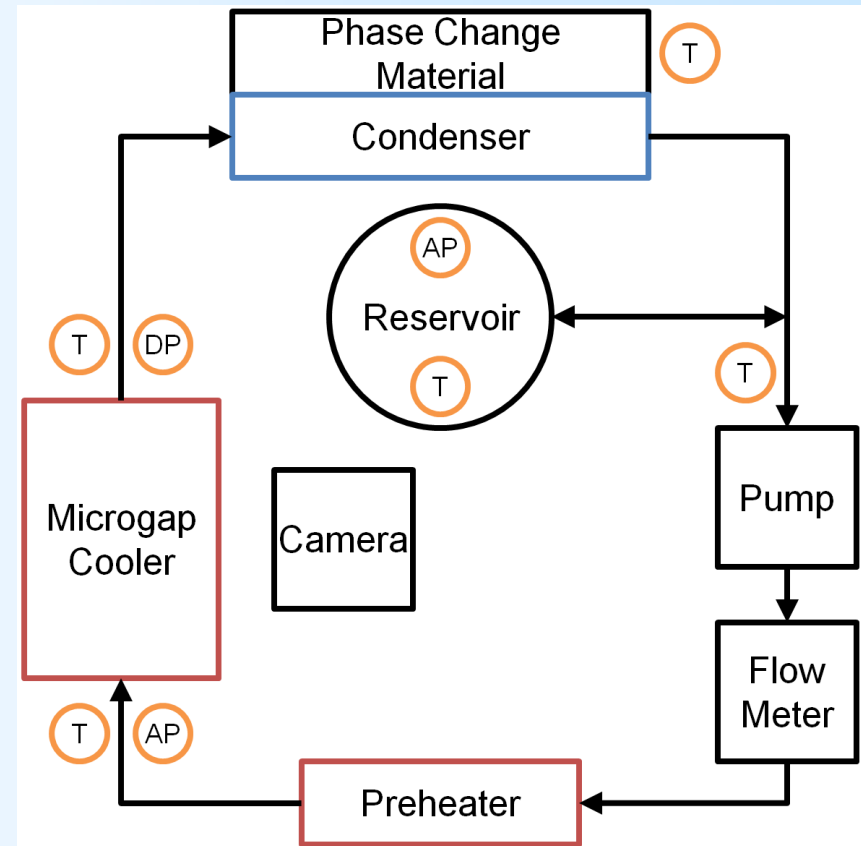 Phase Change
Material
T
Condenser
AP
Reservoir
T
T
DP
T
Microgap
Cooler
Camera
Pump
Flow
Meter
T
AP
Preheater